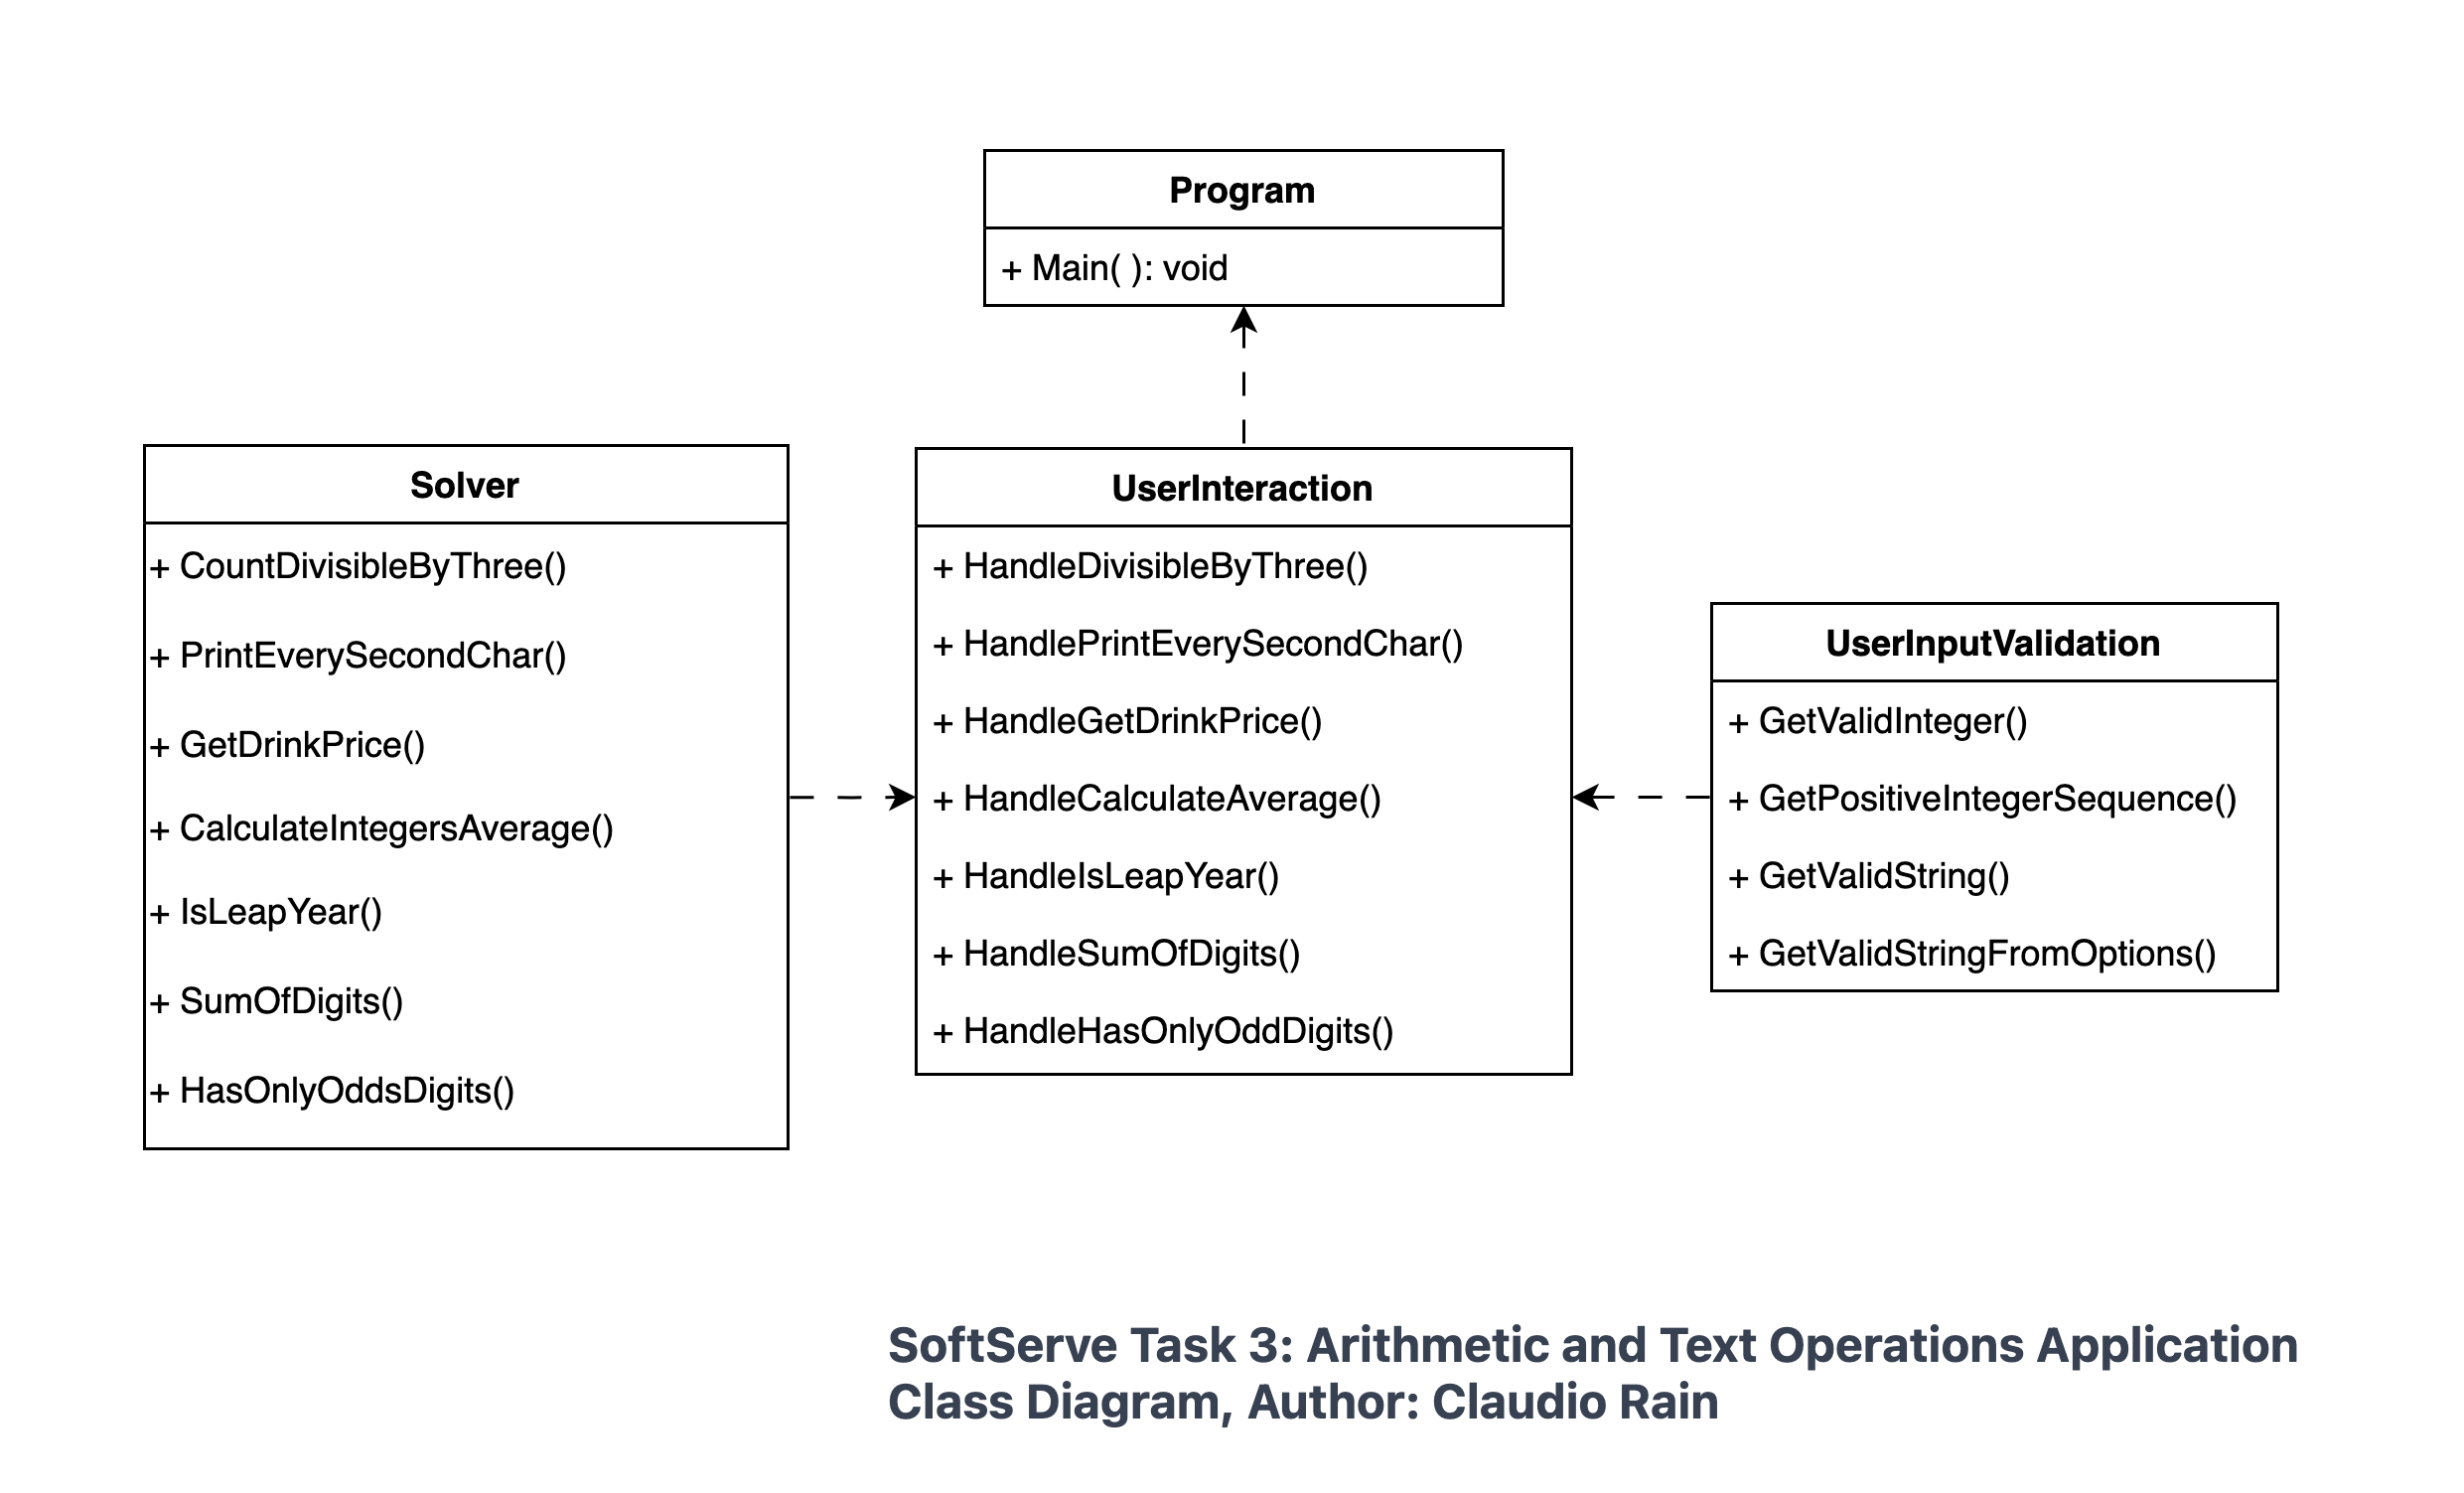 Program
+ Main( ): void
Solver
+ CountDivisibleByThree()
+ PrintEverySecondChar()
+ GetDrinkPrice()
+ CalculateIntegersAverage()
+ IsLeapYear()
+ SumOfDigits()
+ HasOnlyOddsDigits()
UserInteraction
+ HandleDivisibleByThree()
+ HandlePrintEverySecondChar()
+ HandleGetDrinkPrice()
+ HandleCalculateAverage()
+ HandleIsLeapYear()
+ HandleSumOfDigits()
+ HandleHasOnlyOddDigits()
UserInputValidation
+ GetValidInteger()
+ GetPositiveIntegerSequence()
+ GetValidString()
+ GetValidStringFromOptions()
SoftServe Task 3: Arithmetic and Text Operations Application
Class Diagram, Author: Claudio Rain